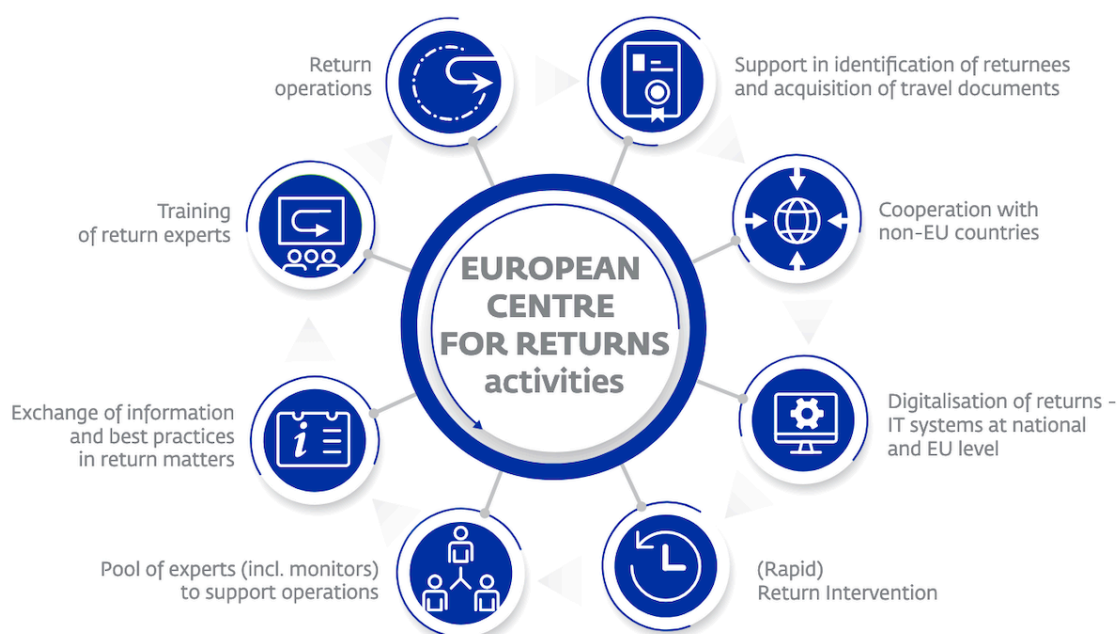 Return
operations
Support in identification of returnees
and acquisition of travel documents
Training
of return experts
Cooperation with
non-EU countries
EUROPEAN
CENTRE
FOR RETURNS
activities
Exchange of information
and best practices
in return matters
Digitalisation of returns -
IT systems at national
and EU level
Pool of experts (incl. monitors)
to support operations
(Rapid)
Return Intervention